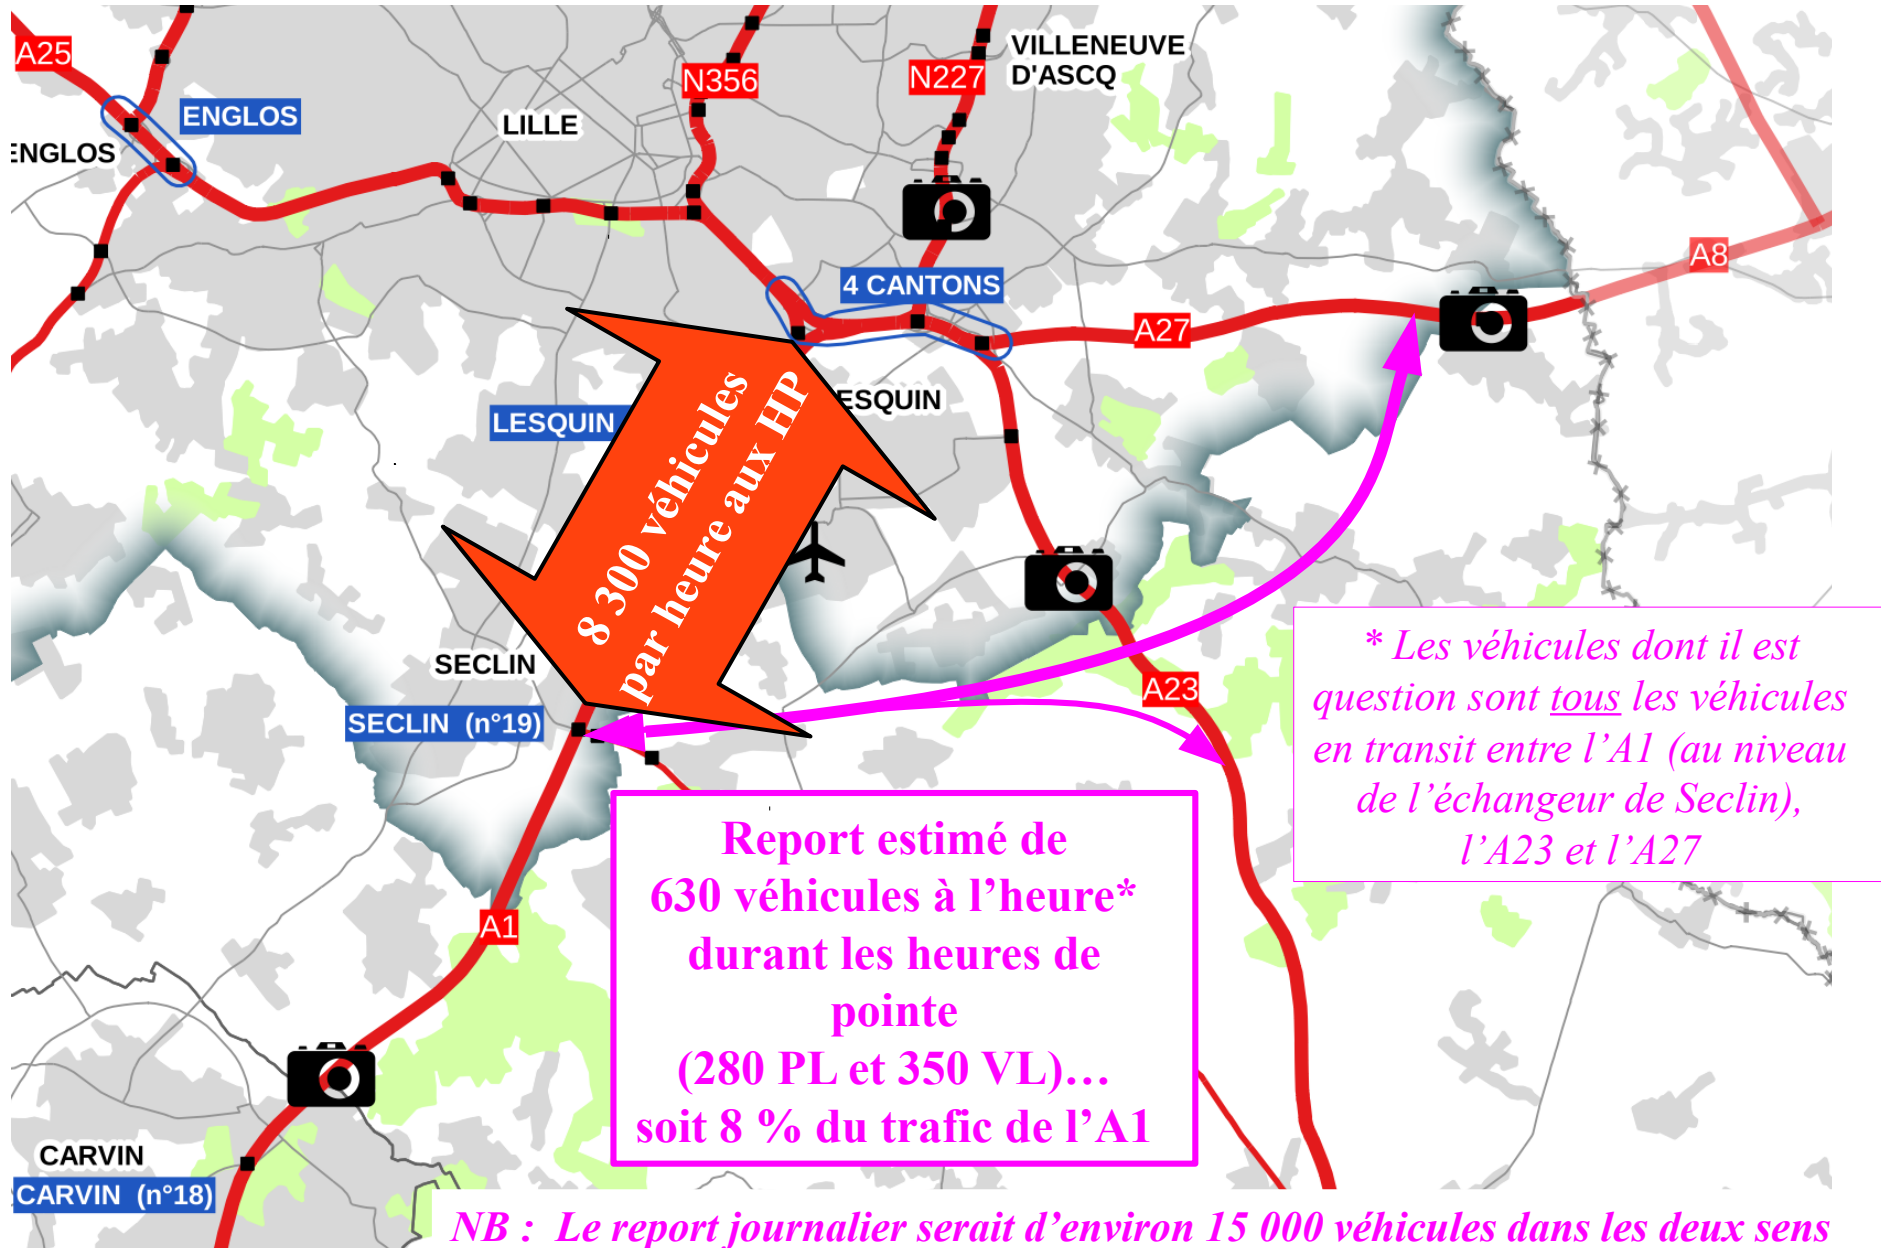 A25
N356
N227
VILLENEUVE
D'ASCQ
ENGLOS
LILLE
ENGLOS
A8
4 CANTONS
A27
LESQUIN
ESQUIN
8 300 véhicules
par heure aux HP
SECLIN
A23
SECLIN (n°19)
* Les véhicules dont il est
question sont tous les véhicules
en transit entre l’A1 (au niveau
de l’échangeur de Seclin),
l’A23 et l’A27
Report estimé de
630 véhicules à l’heure*
durant les heures de
pointe
(280 PL et 350 VL)…
soit 8 % du trafic de l’A1
A1
CARVIN
CARVIN (n°18)
NB : Le report journalier serait d’environ 15 000 véhicules dans les deux sens